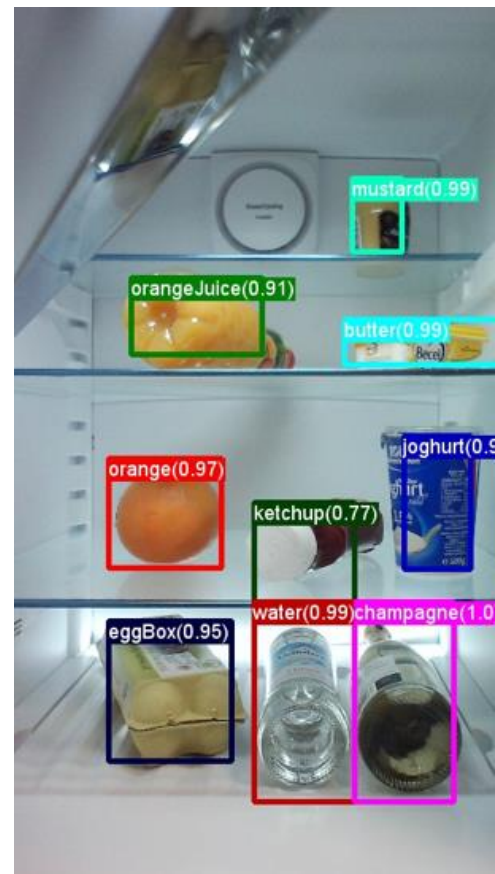 mustard(0.99)
orangeJuice(0.91)
butter(0.99)
Becel
joghurt(0.9
orange(0.97)
ghurt
ketchup(0.77)
eggBox(0.95)
water(0.99)
champagne(1.0